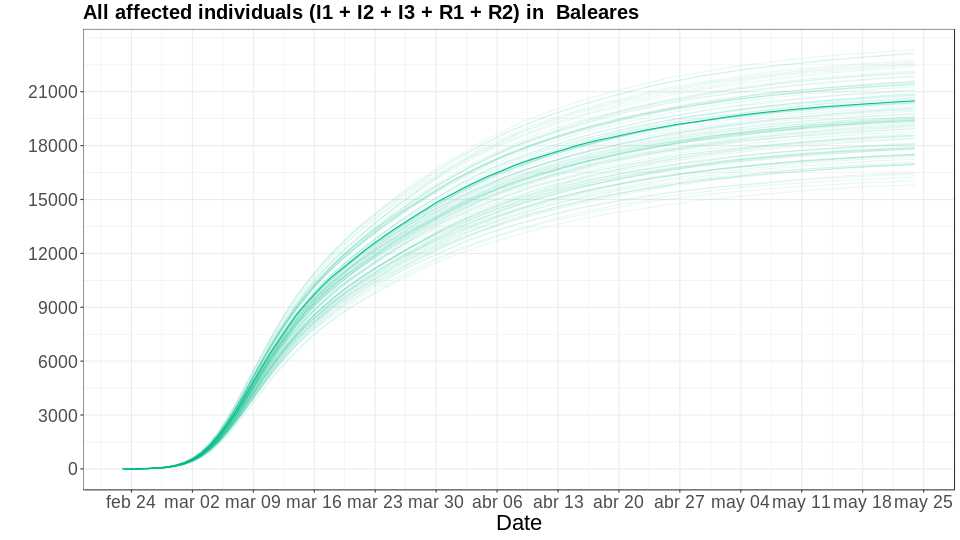 All affected individuals (I1 + I2 + I3 + R1 + R2) in  Baleares
21000
18000
15000
12000
9000
6000
3000
0
feb 24 mar 02 mar 09 mar 16 mar 23 mar 30 abr 06 abr 13 abr 20 abr 27 may 04 may 11 may 18 may 25
Date